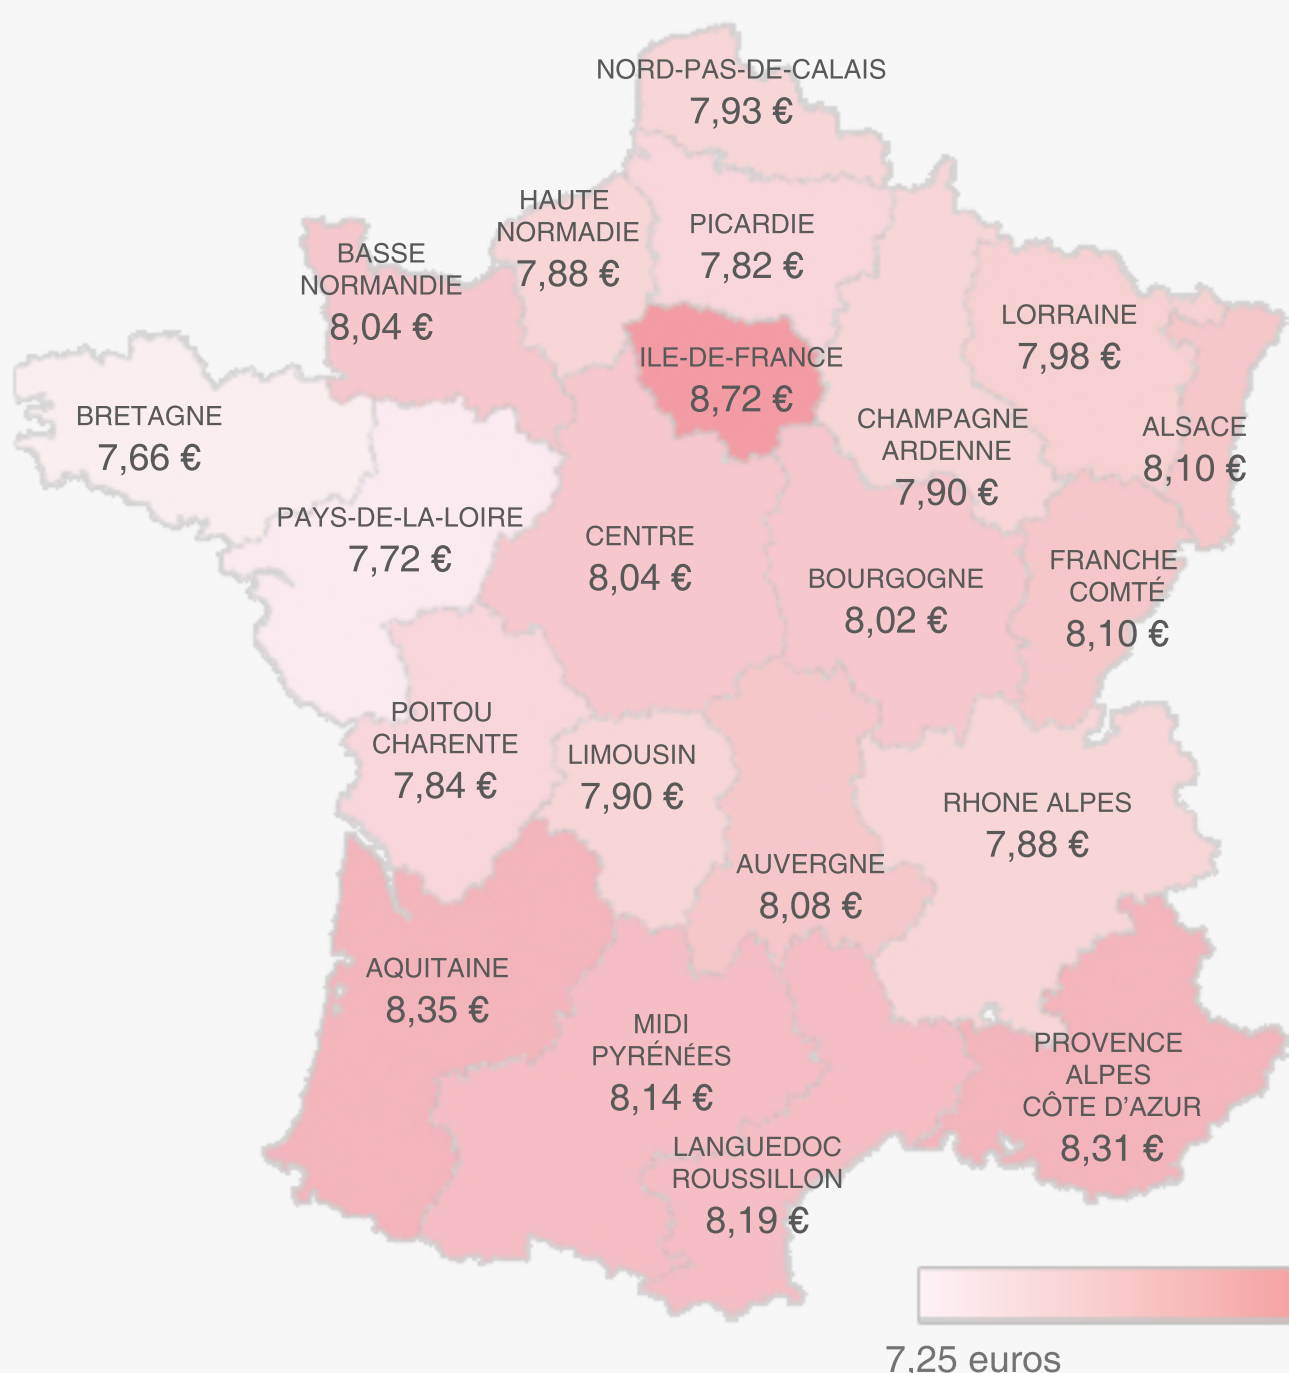 NORD-PAS-DE-CALAIS
7,93 €
HAUTE
NORMADIE
7,88 €
PICARDIE
7,82 €
BASSE
NORMANDIE
8,04 €
LORRAINE
7,98 €
ILE-DE-FRANCE
8,72 €
BRETAGNE
7,66 €
CHAMPAGNE
ARDENNE
7,90 €
ALSACE
8,10 €
PAYS-DE-LA-LOIRE
7,72 €
CENTRE
8,04 €
BOURGOGNE
8,02 €
FRANCHE
COMTÉ
8,10 €
POITOU
CHARENTE
7,84 €
LIMOUSIN
7,90 €
RHONE ALPES
7,88 €
AUVERGNE
8,08 €
AQUITAINE
8,35 €
MIDI
PYRÉNÉES
8,14 €
PROVENCE
ALPES
CÔTE D’AZUR
8,31 €
LANGUEDOC
ROUSSILLON
8,19 €
7,25 euros